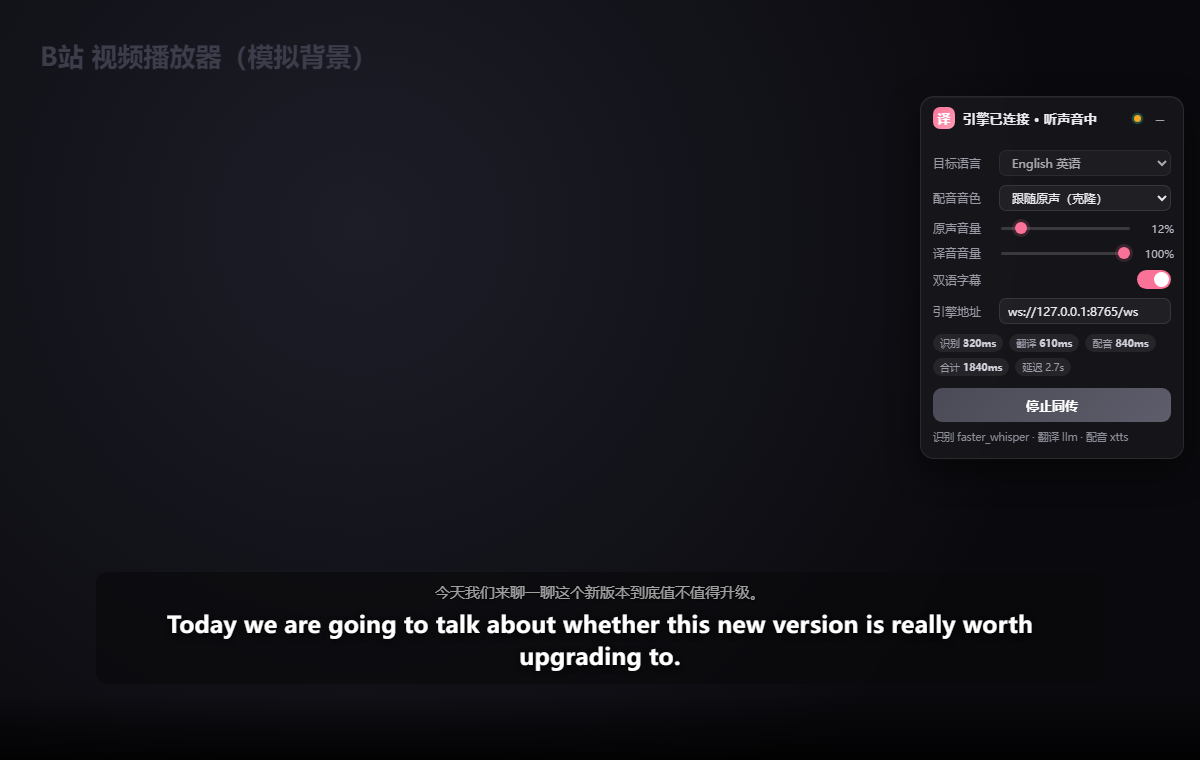 B站 视频播放器（模拟背景）
译 引擎已连接 • 听声音中 –
目标语言 English 英语
配音音色 跟随原声（克隆）
原声音量 12%
译音音量 100%
双语字幕
引擎地址 ws://127.0.0.1:8765/ws
识别 820ms 翻译 610ms 配音 840ms
合计 1840ms 延迟 2.7s
停止同传
识别 faster_whisper · 翻译 llm · 配音 xtts
今天我们来聊一聊这个新版本到底值不值得升级。
Today we are going to talk about whether this new version is really worth
upgrading to.